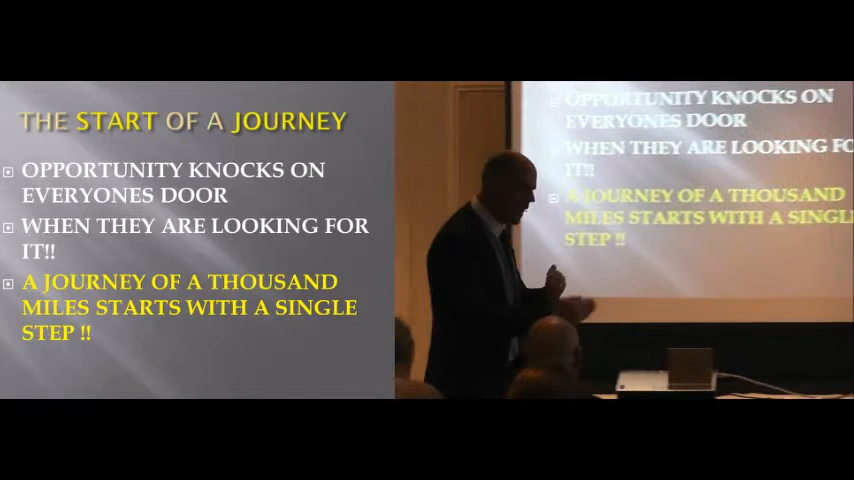 THE START OF A JOURNEY
OPPORTUNITY KNOCKS ON
EVERYONES DOOR
WHEN THEY ARE LOOKING FOR
IT!!
A JOURNEY OF A THOUSAND
MILES STARTS WITH A SINGLE
STEP !!
OPPORTUNITY KNOCKS ON
EVERYONES DOOR
WHEN THEY ARE LOOKING FO
IT!!
A JOURNEY OF A THOUSAND
MILES STARTS WITH A SINGL
STEP !!